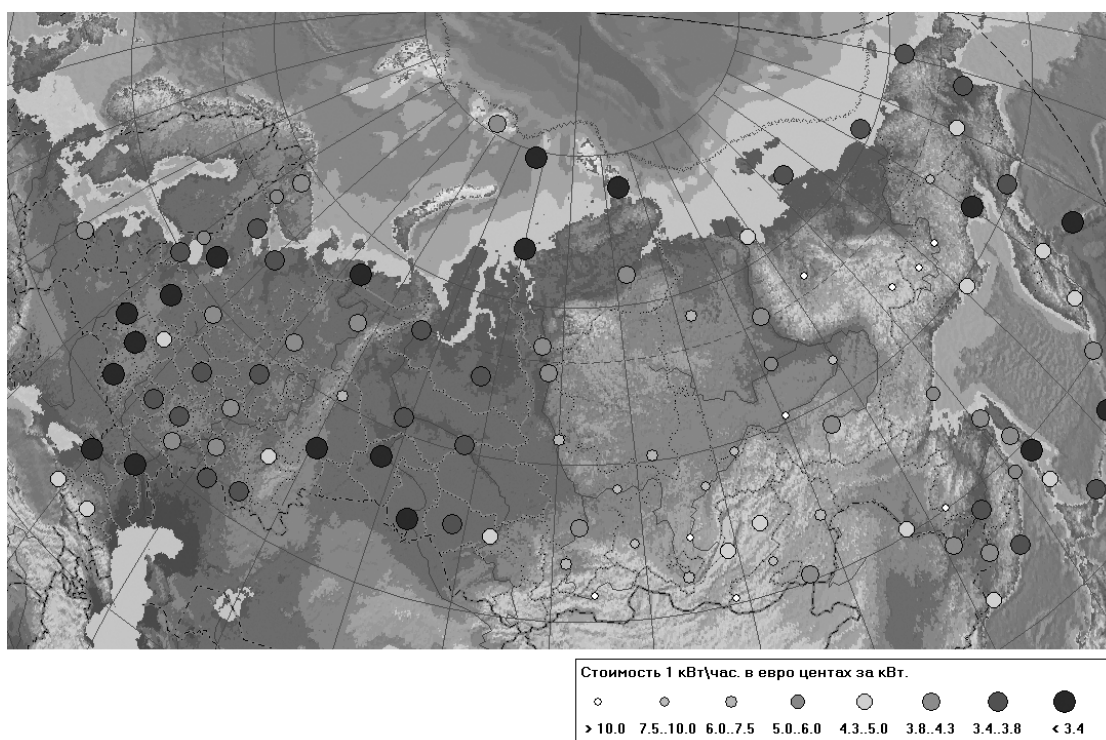 Стоимость 1 кВт\час. в евро центах за кВт.
> 10.0 7.5..10.0 6.0..7.5 5.0..6.0 4.3..5.0 3.8..4.3 3.4..3.8 < 3.4